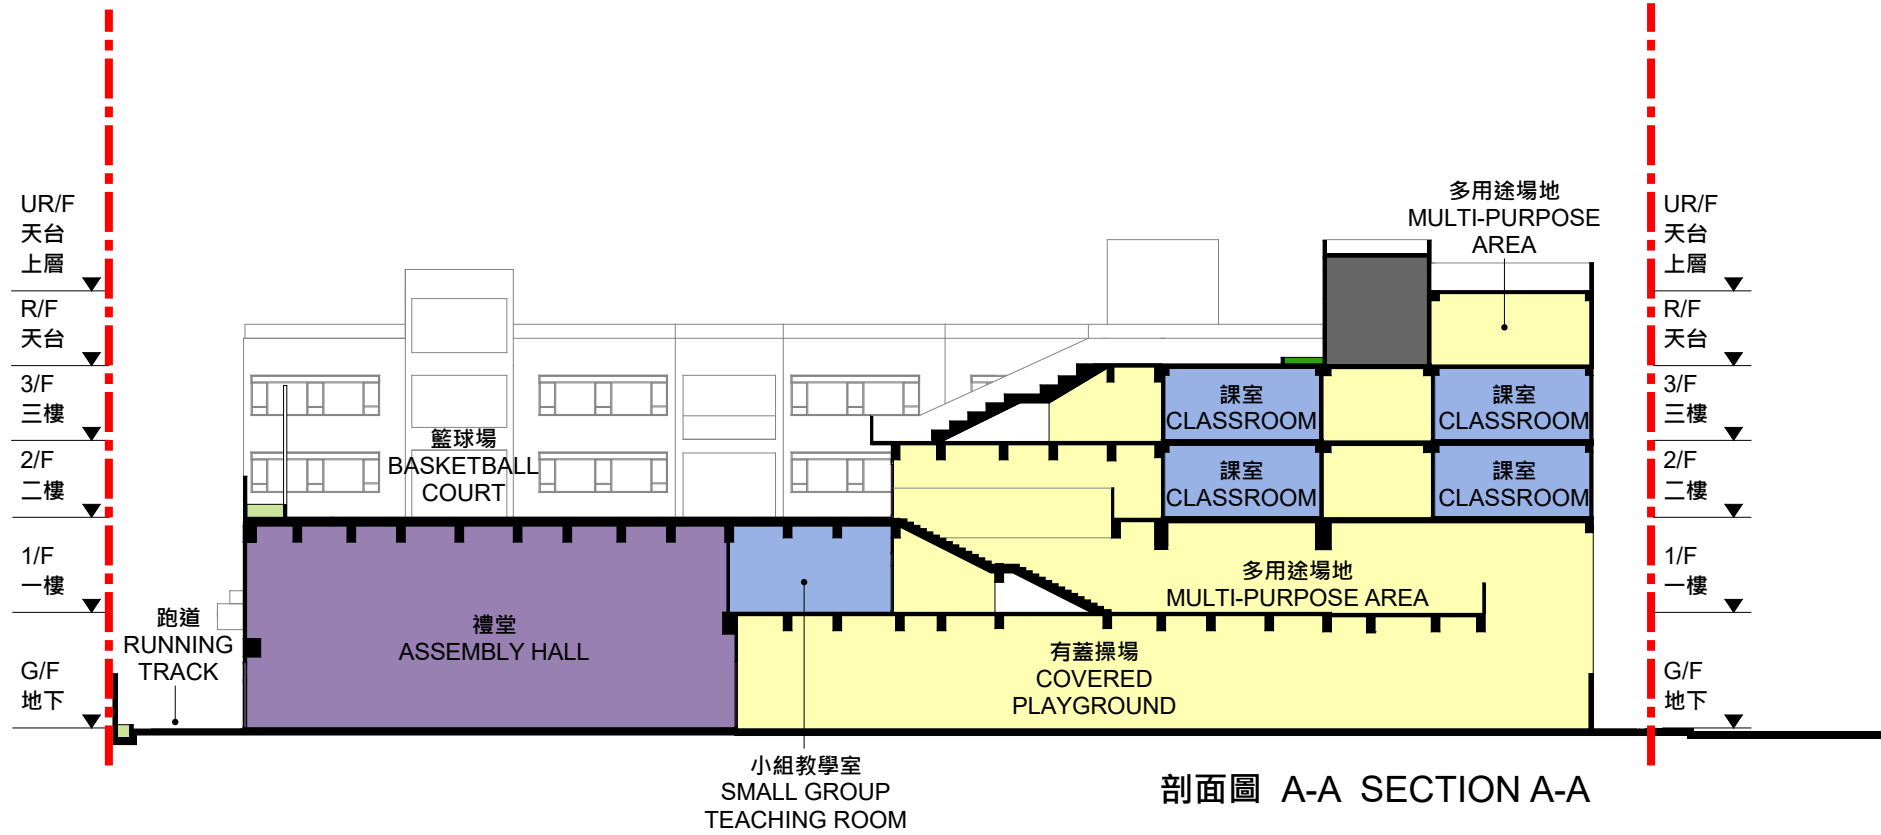 UR/F
天台
上層
R/F
天台
3/F
三樓
2/F
二樓
1/F
一樓
G/F
地下
跑道
RUNNING
TRACK
籃球場
BASKETBALL
COURT
禮堂
ASSEMBLY HALL
小組教學室
SMALL GROUP
TEACHING ROOM
多用途場地
MULTI-PURPOSE
AREA
課室
CLASSROOM
課室
CLASSROOM
課室
CLASSROOM
課室
CLASSROOM
多用途場地
MULTI-PURPOSE AREA
有蓋操場
COVERED
PLAYGROUND
UR/F
天台
上層
R/F
天台
3/F
三樓
2/F
二樓
1/F
一樓
G/F
地下
剖面圖 A-A SECTION A-A